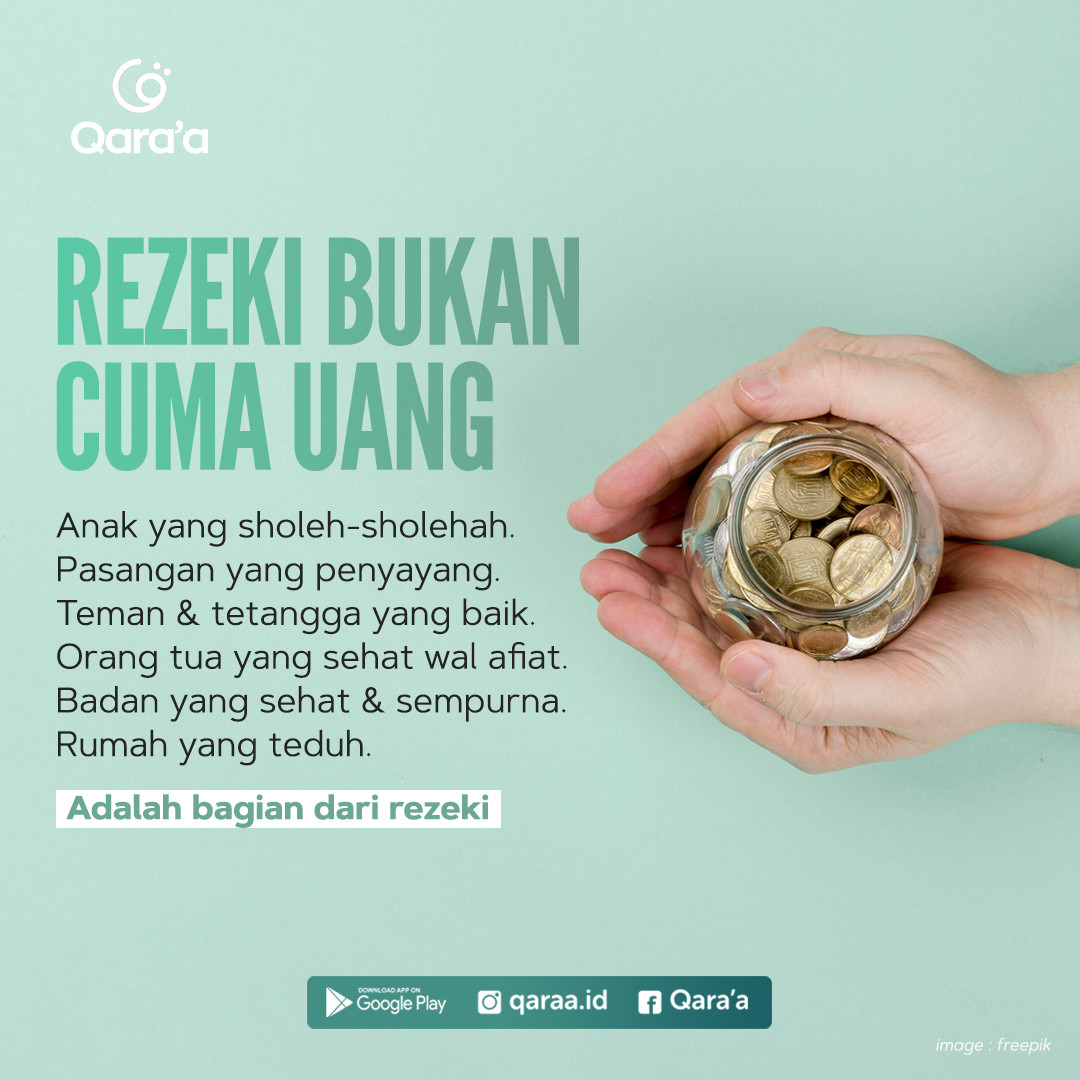 Qara'a
REZEKI BUKAN
CUMA UANG
Anak yang sholeh-sholehah.
Pasangan yang penyayang.
Teman & tetangga yang baik.
Orang tua yang sehat wal afiat.
Badan yang sehat & sempurna.
Rumah yang teduh.
Adalah bagian dari rezeki
DOWNLOAD APP ON
Google Play
qaraa.id
Qara'a
image : freepik